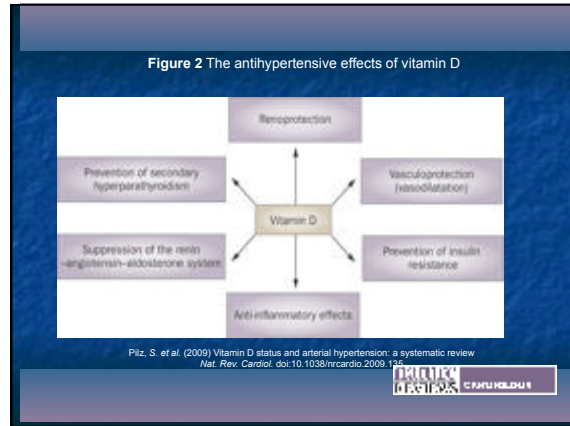 Figure 2 The antihypertensive effects of vitamin D
Renoprotection
Prevention of secondary
hyperparathyroidism
Vasculoprotection
(vasodilatation)
Vitamin D
Suppression of the renin
–angiotensin–aldosterone system
Prevention of insulin
resistance
Anti-inflammatory effects
Pilz, S. et al. (2009) Vitamin D status and arterial hypertension: a systematic review
Nat. Rev. Cardiol. doi:10.1038/nrcardio.2009.135